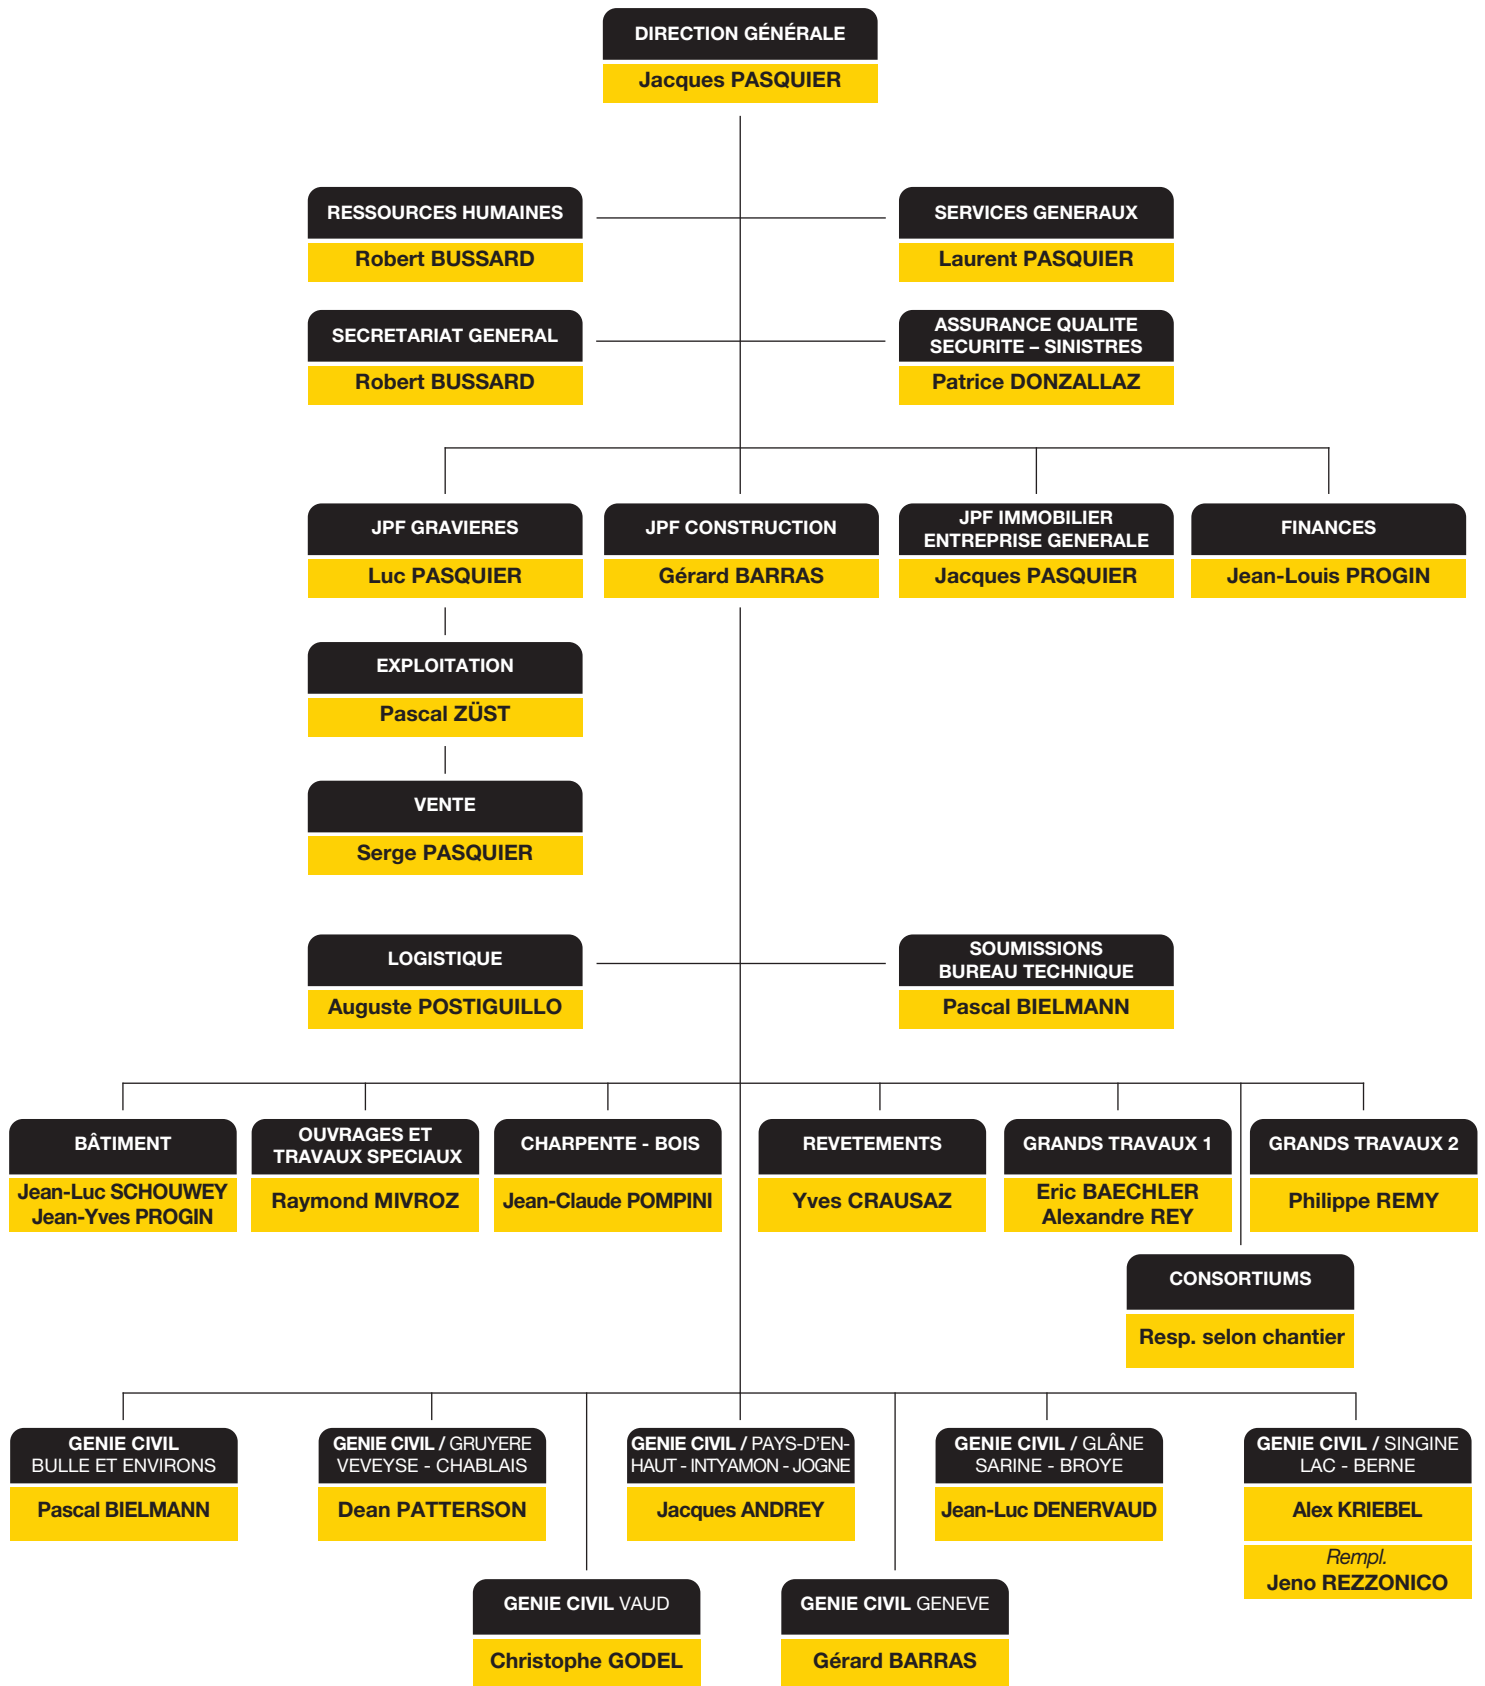 DIRECTION GÉNÉRALE
Jacques PASQUIER
RESSOURCES HUMAINES
Robert BUSSARD
SERVICES GENERAUX
Laurent PASQUIER
SECRETARIAT GENERAL
Robert BUSSARD
ASSURANCE QUALITE
SECURITE – SINISTRES
Patrice DONZALLAZ
JPF GRAVIERES
Luc PASQUIER
JPF CONSTRUCTION
Gérard BARRAS
JPF IMMOBILIER
ENTREPRISE GENERALE
Jacques PASQUIER
FINANCES
Jean-Louis PROGIN
EXPLOITATION
Pascal ZÜST
VENTE
Serge PASQUIER
LOGISTIQUE
Auguste POSTIGUILLO
SOUMISSIONS
BUREAU TECHNIQUE
Pascal BIELMANN
BÂTIMENT
Jean-Luc SCHOUWEY
Jean-Yves PROGIN
OUVRAGES ET
TRAVAUX SPECIAUX
Raymond MIVROZ
CHARPENTE - BOIS
Jean-Claude POMPINI
REVETEMENTS
Yves CRAUSAZ
GRANDS TRAVAUX 1
Eric BAECHLER
Alexandre REY
GRANDS TRAVAUX 2
Philippe REMY
CONSORTIUMS
Resp. selon chantier
GENIE CIVIL
BULLE ET ENVIRONS
Pascal BIELMANN
GENIE CIVIL / GRUYERE
VEVEYSE - CHABLAIS
Dean PATTERSON
GENIE CIVIL / PAYS-D'EN-
HAUT - INTYAMON - JOGNE
Jacques ANDREY
GENIE CIVIL / GLÂNE
SARINE - BROYE
Jean-Luc DENERVAUD
GENIE CIVIL / SINGINE
LAC - BERNE
Alex KRIEBEL
Rempl.
Jeno REZZONICO
GENIE CIVIL VAUD
Christophe GODEL
GENIE CIVIL GENEVE
Gérard BARRAS